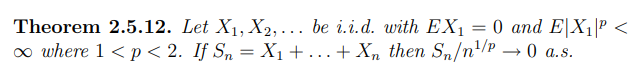 Theorem 2.5.12. Let X₁, X₂, . . . be i.i.d. with EX₁ = 0 and E|X₁|ᵖ <
∞ where 1 < p < 2. If Sₙ = X₁ + . . . + Xₙ then Sₙ/n^{1/p} → 0 a.s.